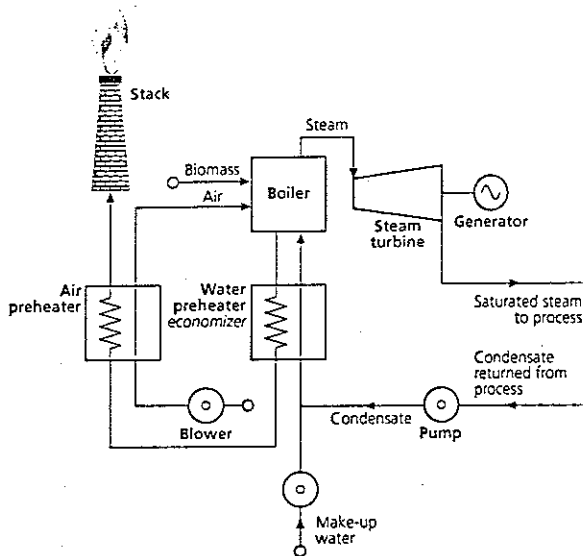 Stack
Steam
Biomass
Air
Boiler
Generator
Steam
turbine
Air
preheater
Water
preheater
economizer
Saturated steam
to process
Condensate
returned from
process
Blower
Condensate
Pump
Make-up
water